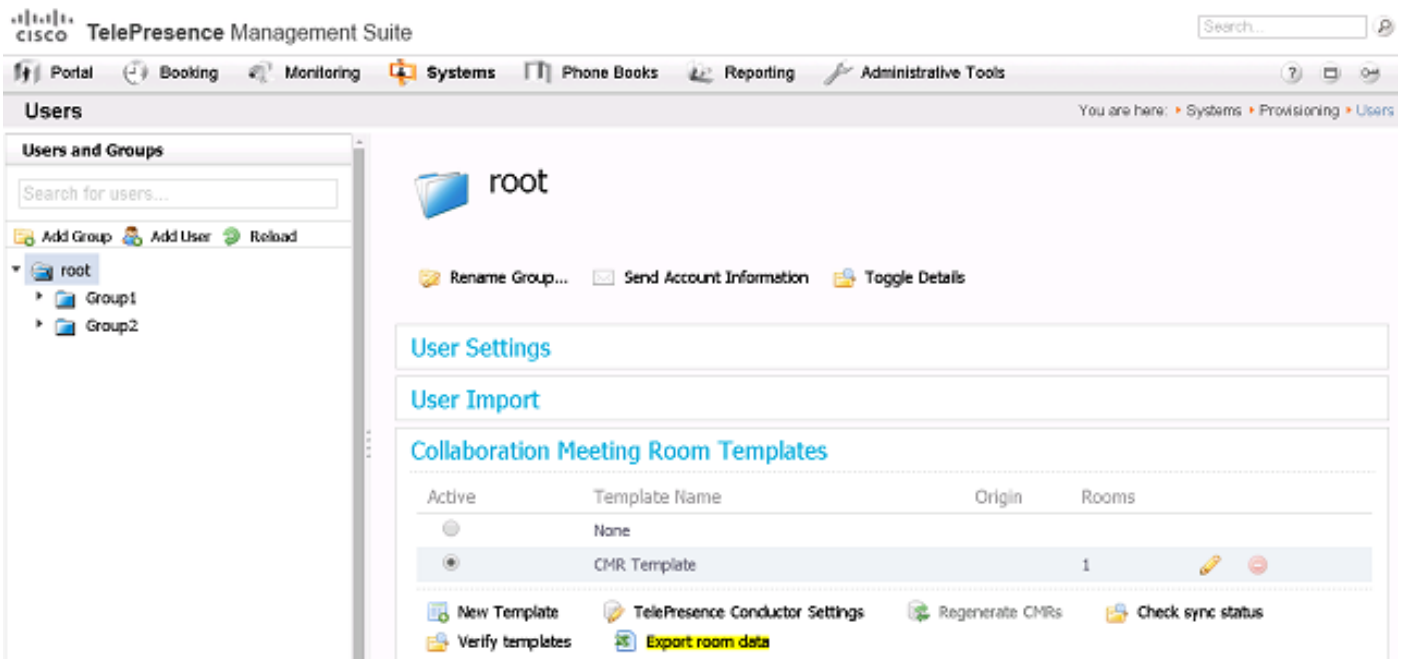 CISCO TelePresence Management Suite
Search...
Portal Booking Monitoring Systems Phone Books Reporting Administrative Tools ?
Users
You are here: Systems Provisioning Users
Users and Groups
Search for users...
Add Group Add User Reload
root
Group1
Group2
root
Rename Group... Send Account Information Toggle Details
User Settings
User Import
Collaboration Meeting Room Templates
Active Template Name Origin Rooms
None
CMR Template 1
New Template TelePresence Conductor Settings Regenerate CMRs Check sync status
Verify templates Export room data